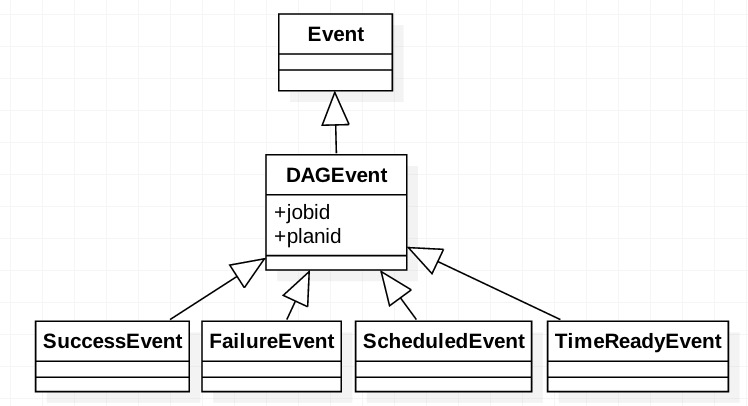 Event
DAGEvent
+jobid
+planid
SuccessEvent
FailureEvent
ScheduledEvent
TimeReadyEvent